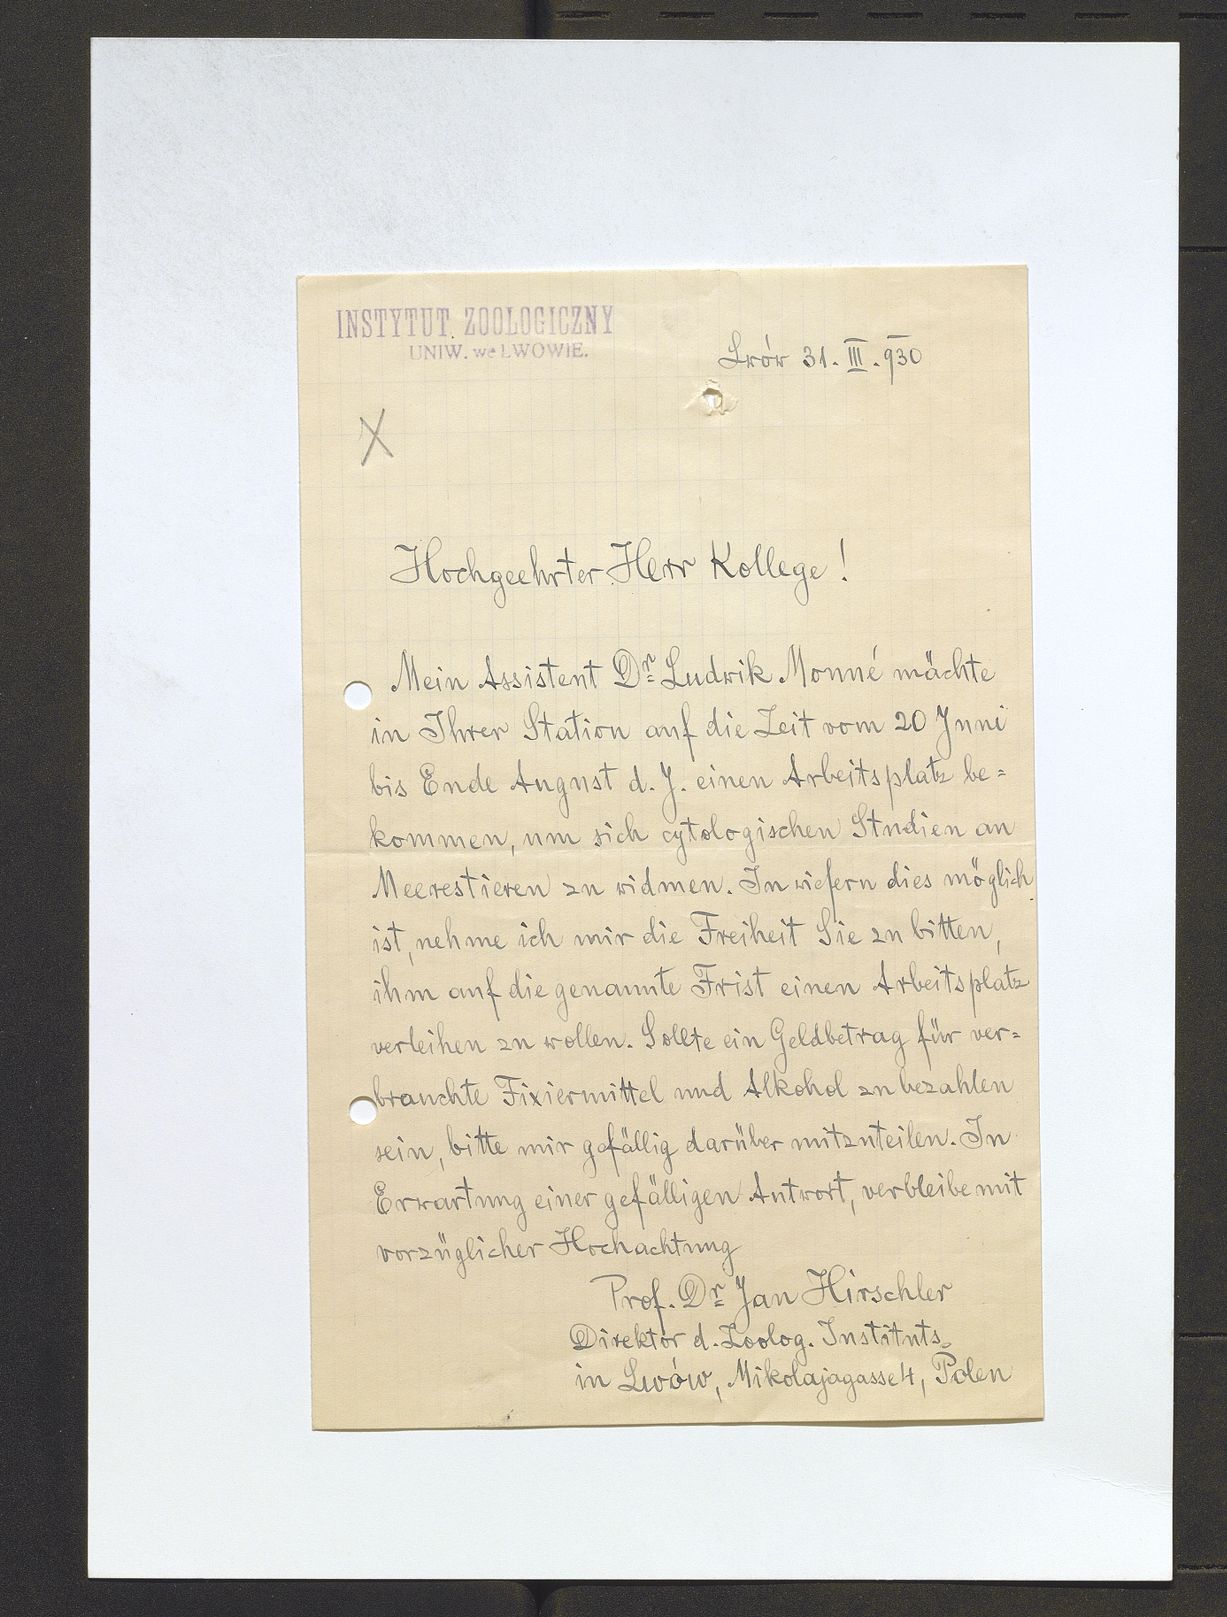 INSTYTUT ZOOLOGICZNY
UNIW. we LWOWIE.
Lwów 31. III. 930
X
Hochgeehrter Herr Kollege!
Mein Assistent Dr Ludwik Monné mächte
in Ihrer Station auf die Zeit vom 20 Juni
bis Ende August d. J. einen Arbeitsplatz be=
kommen, um sich cytologischen Studien an
Meerestieren zu widmen. Inwiefern dies möglich
ist, nehme ich mir die Freiheit Sie zu bitten,
ihm auf die genannte Frist einen Arbeitsplatz
verleihen zu wollen. Sollte ein Geldbetrag für ver=
brauchte Fixiermittel und Alkohol zu bezahlen
sein, bitte mir gefällig darüber mitzuteilen. In
Erwartung einer gefälligen Antwort, verbleibe mit
vorzüglicher Hochachtung
Prof. Dr Jan Hirschler
Direktor d. Zoolog. Instituts
in Lwów, Mikolajagasse 4, Polen